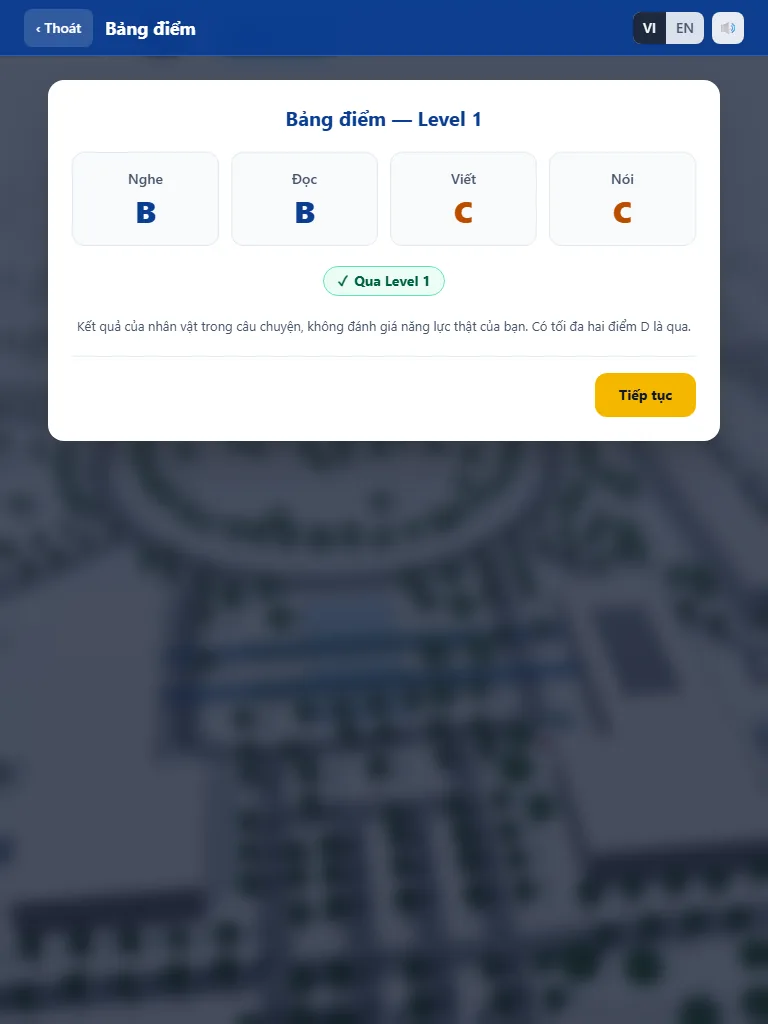 ‹ Thoát
Bảng điểm
VI
EN
Bảng điểm — Level 1
Nghe
B
Đọc
B
Viết
C
Nói
C
✓ Qua Level 1
Kết quả của nhân vật trong câu chuyện, không đánh giá năng lực thật của bạn. Có tối đa hai điểm D là qua.
Tiếp tục